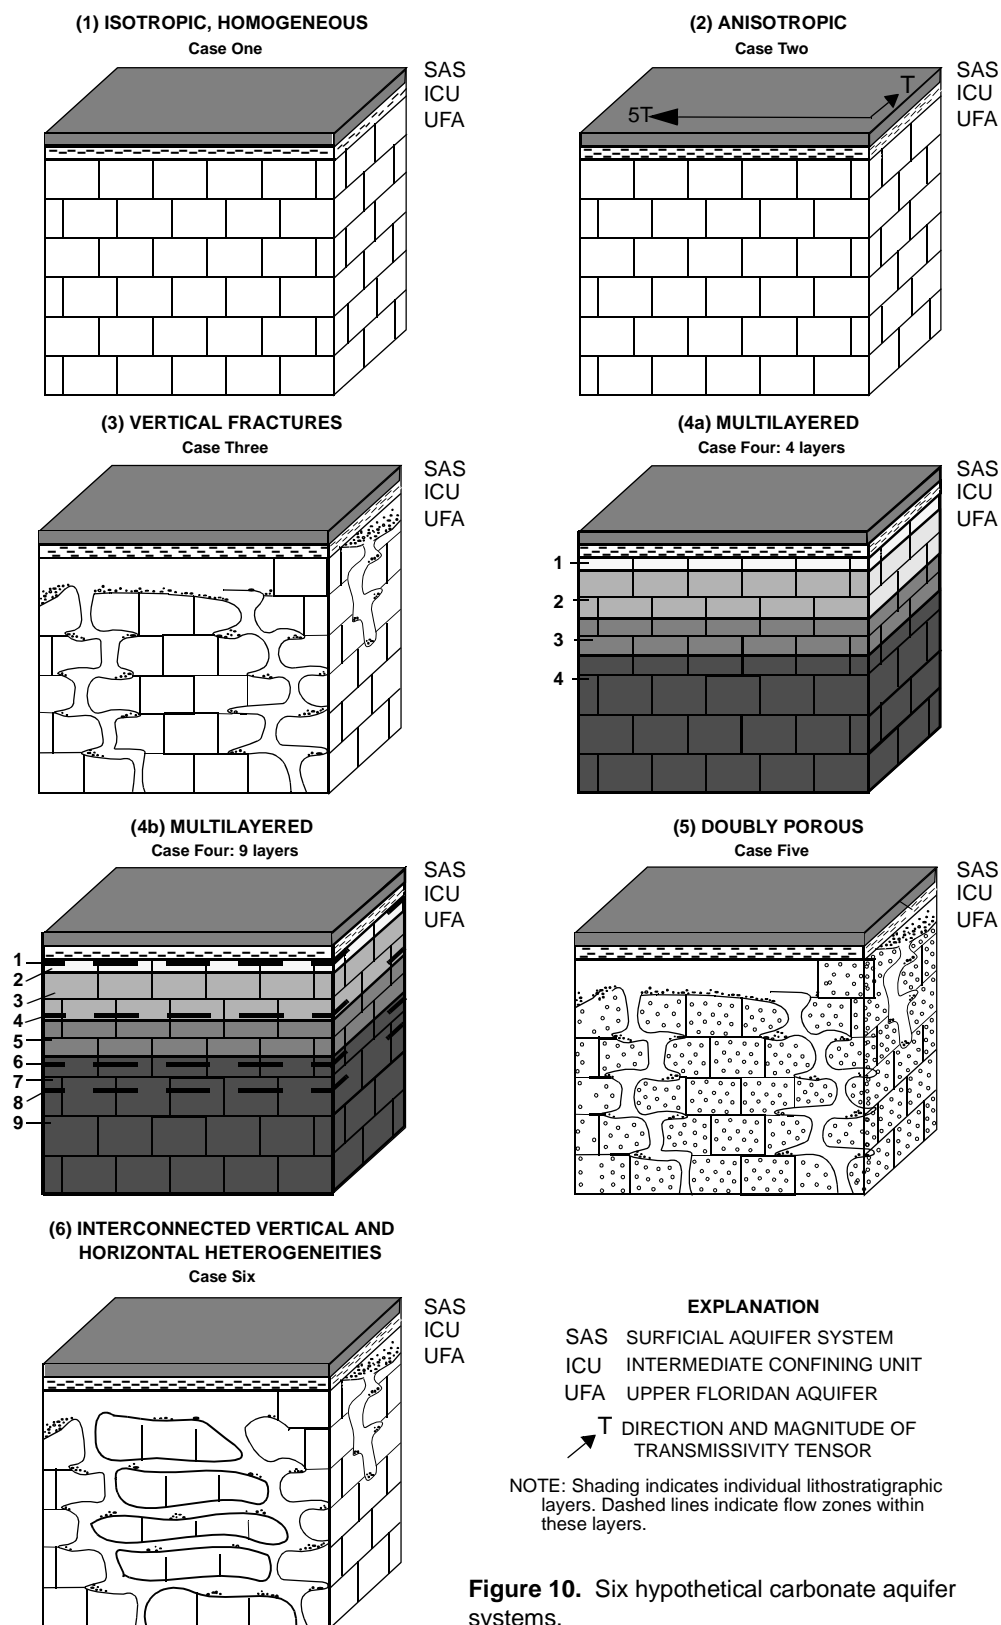 (1) ISOTROPIC, HOMOGENEOUS
Case One
SAS
ICU
UFA
(2) ANISOTROPIC
Case Two
5T
T
SAS
ICU
UFA
(3) VERTICAL FRACTURES
Case Three
SAS
ICU
UFA
(4a) MULTILAYERED
Case Four: 4 layers
SAS
ICU
UFA
1
2
3
4
(4b) MULTILAYERED
Case Four: 9 layers
SAS
ICU
UFA
1
2
3
4
5
6
7
8
9
(5) DOUBLY POROUS
Case Five
SAS
ICU
UFA
(6) INTERCONNECTED VERTICAL AND
HORIZONTAL HETEROGENEITIES
Case Six
SAS
ICU
UFA
EXPLANATION
SAS SURFICIAL AQUIFER SYSTEM
ICU INTERMEDIATE CONFINING UNIT
UFA UPPER FLORIDAN AQUIFER
T DIRECTION AND MAGNITUDE OF
TRANSMISSIVITY TENSOR
NOTE: Shading indicates individual lithostratigraphic
layers. Dashed lines indicate flow zones within
these layers.
Figure 10. Six hypothetical carbonate aquifer
systems.